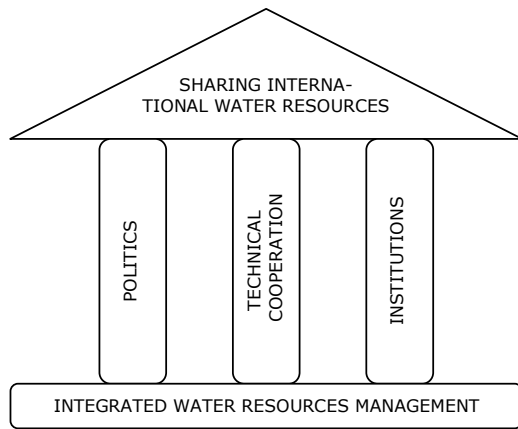 SHARING INTERNA-
TIONAL WATER RESOURCES
POLITICS
TECHNICAL
COOPERATION
INSTITUTIONS
INTEGRATED WATER RESOURCES MANAGEMENT